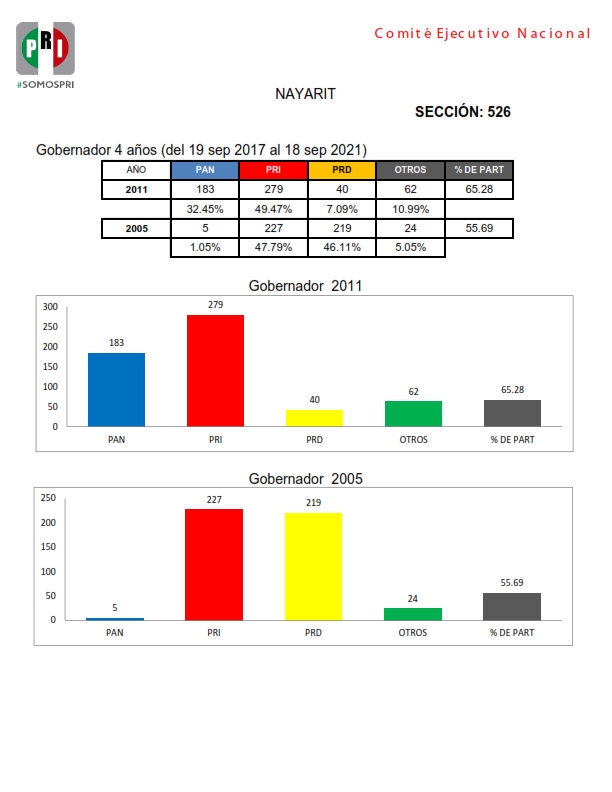 Comité Ejecutivo Nacional
PRI
#SOMOSPRI
NAYARIT
SECCIÓN: 526
Gobernador 4 años (del 19 sep 2017 al 18 sep 2021)
AÑO PAN PRI PRD OTROS % DE PART
2011 183 279 40 62 65.28
32.45% 49.47% 7.09% 10.99%
2005 5 227 219 24 55.69
1.05% 47.79% 46.11% 5.05%
Gobernador 2011
300
250
200
150
100
50
0
183
279
40
62
65.28
PAN PRI PRD OTROS % DE PART
Gobernador 2005
250
200
150
100
50
0
5
227
219
24
55.69
PAN PRI PRD OTROS % DE PART